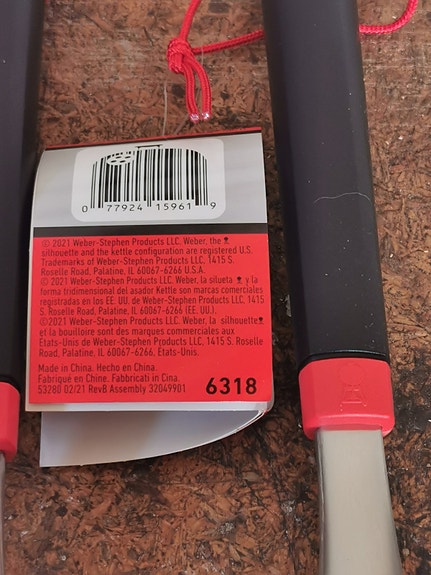 0 77924 15961 9
© 2021 Weber-Stephen Products LLC. Weber, the
silhouette and the kettle configuration are registered U.S.
Trademarks of Weber-Stephen Products LLC, 1415 S.
Roselle Road, Palatine, IL 60067-6266 U.S.A.
© 2021 Weber-Stephen Products LLC. Weber, la silueta y la
forma tridimensional del asador Kettle son marcas comerciales
registradas en los EE. UU. de Weber-Stephen Products LLC, 1415
S. Roselle Road, Palatine, IL 60067-6266 (EE. UU.).
©2021 Weber-Stephen Products LLC. Weber, la silhouette
et la bouilloire sont des marques commerciales aux
États-Unis de Weber-Stephen Products LLC, 1415 S. Roselle
Road, Palatine, IL 60067-6266, États-Unis.
Made in China. Hecho en China.
Fabriqué en Chine. Fabbricati in Cina.
53280 02/21 RevB Assembly 32049901
6318